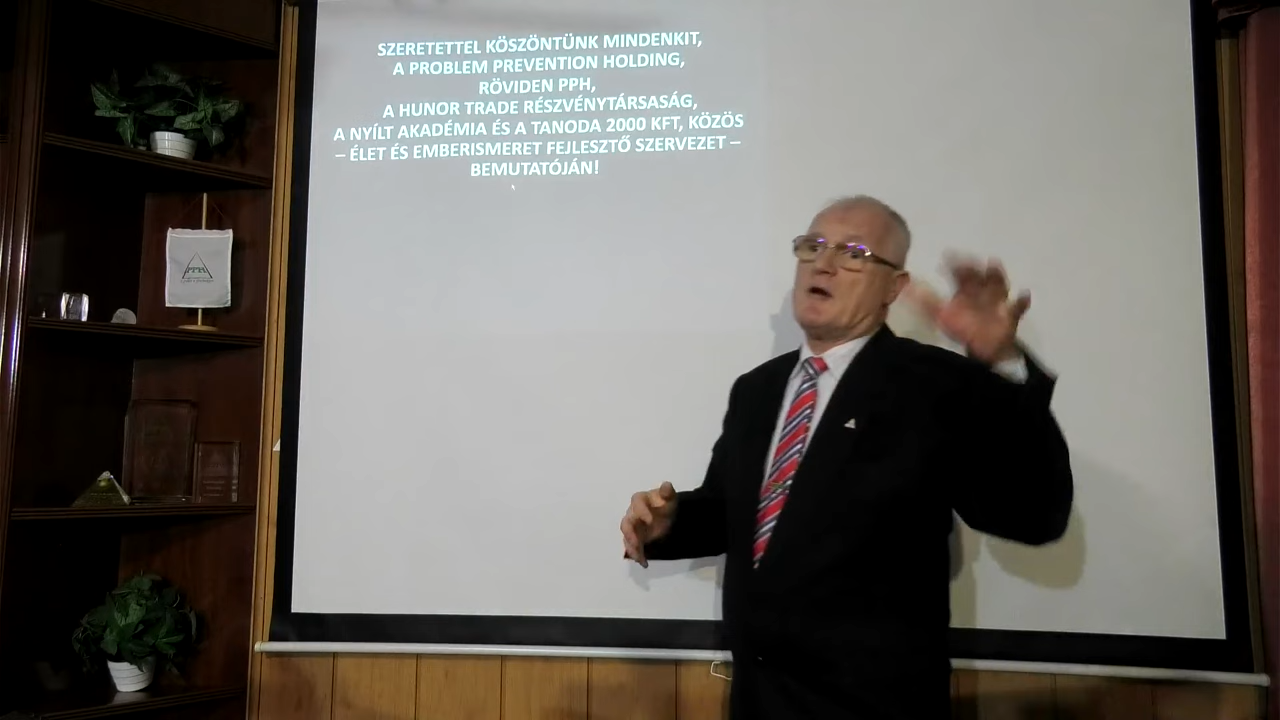 SZERETETTEL KÖSZÖNTÜNK MINDENKIT,
A PROBLEM PREVENTION HOLDING,
RÖVIDEN PPH,
A HUNOR TRADE RÉSZVÉNYTÁRSASÁG,
A NYÍLT AKADÉMIA ÉS A TANODA 2000 KFT, KÖZÖS
– ÉLET ÉS EMBERISMERET FEJLESZTŐ SZERVEZET –
BEMUTATÓJÁN!
PPH